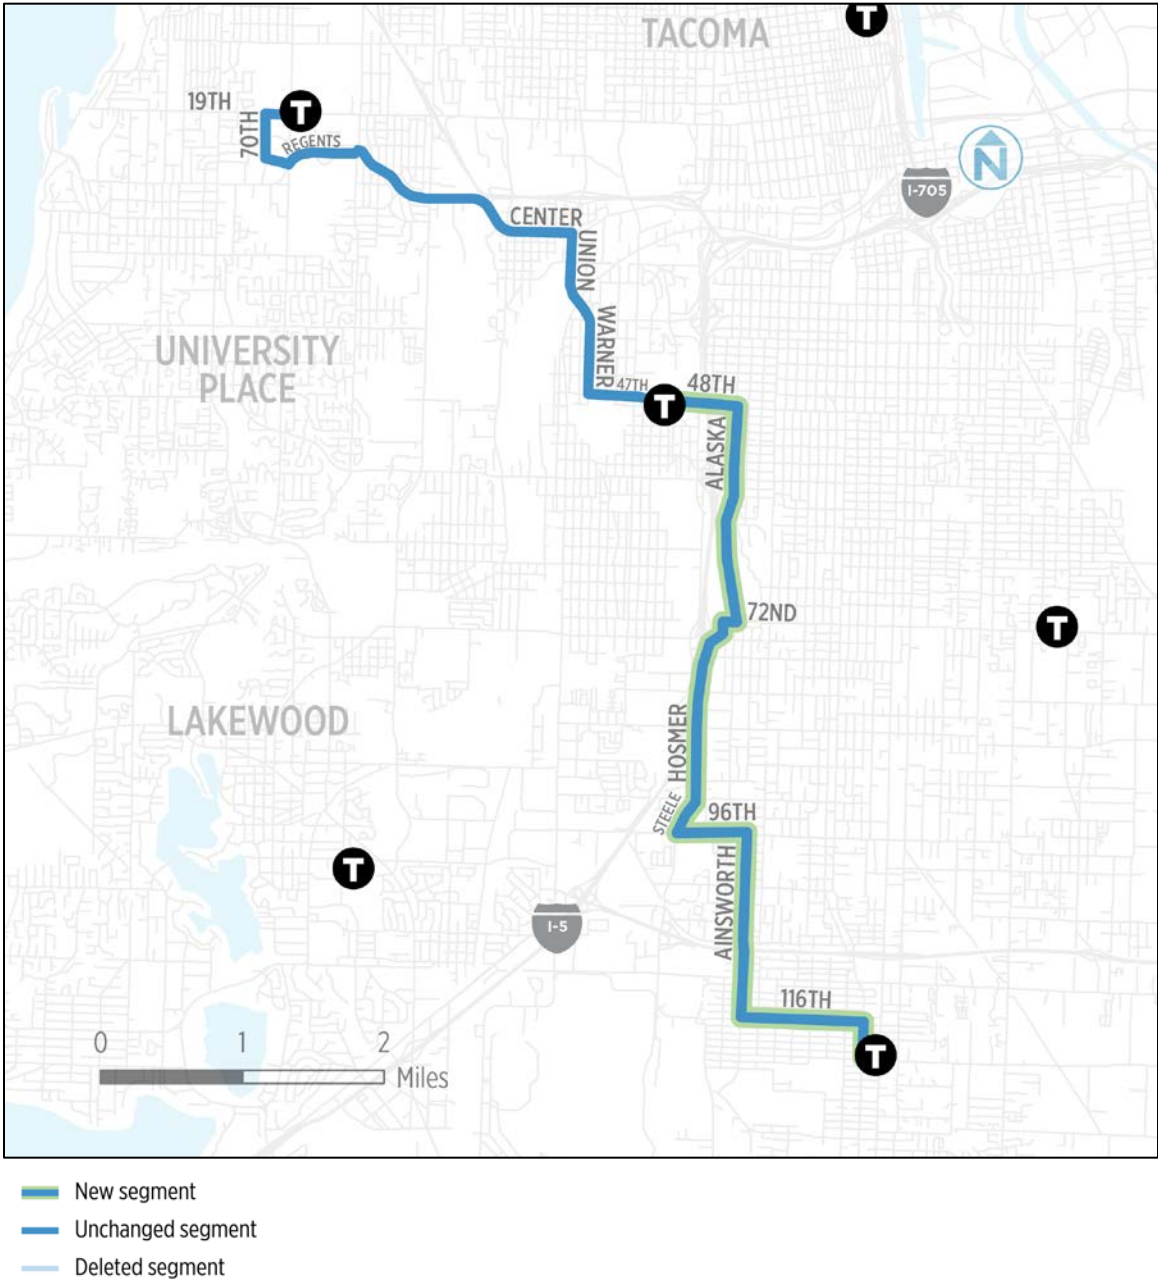 TACOMA
T
19TH
T
70TH
REGENTS
N
I-705
CENTER
UNION
WARNER
UNIVERSITY
PLACE
47TH
T
48TH
ALASKA
72ND
T
LAKEWOOD
HOSMER
STEELE
96TH
AINSWORTH
T
I-5
116TH
T
0 1 2
Miles
New segment
Unchanged segment
Deleted segment